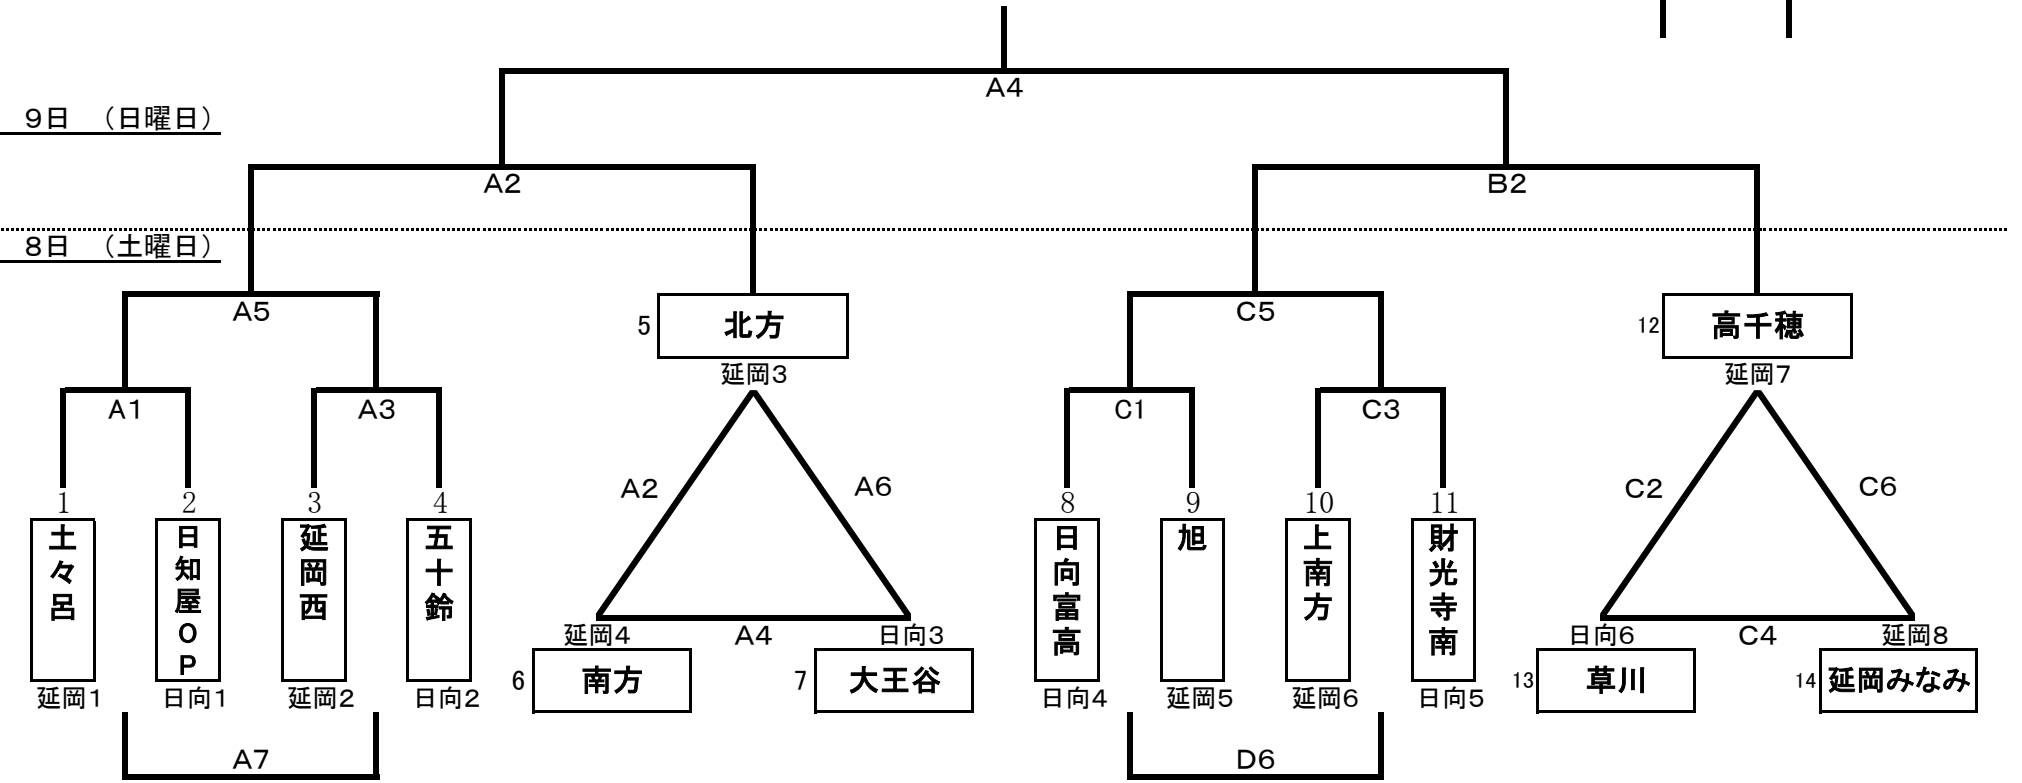 A4
9日 （日曜日）
A2
B2
8日 （土曜日）
A5
C5
5
北方
12
高千穂
延岡3
延岡7
A1
A3
C1
C3
A2
A6
C2
C6
1
2
3
4
8
9
10
11
土々呂
日知屋OP
延岡西
五十鈴
日向富高
旭
上南方
財光寺南
延岡4
A4
日向3
日向6
C4
延岡8
6
南方
7
大王谷
13
草川
14
延岡みなみ
延岡1
日向1
延岡2
日向2
日向4
延岡5
延岡6
日向5
A7
D6